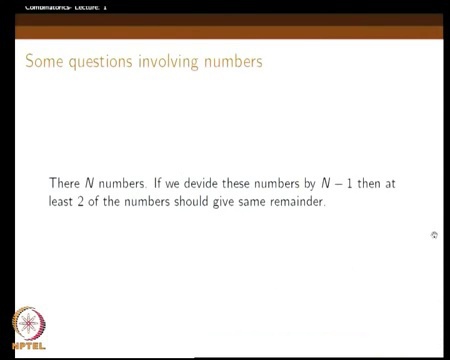 Combinatorics- Lecture: 1
Some questions involving numbers
There N numbers. If we devide these numbers by N − 1 then at
least 2 of the numbers should give same remainder.
NPTEL